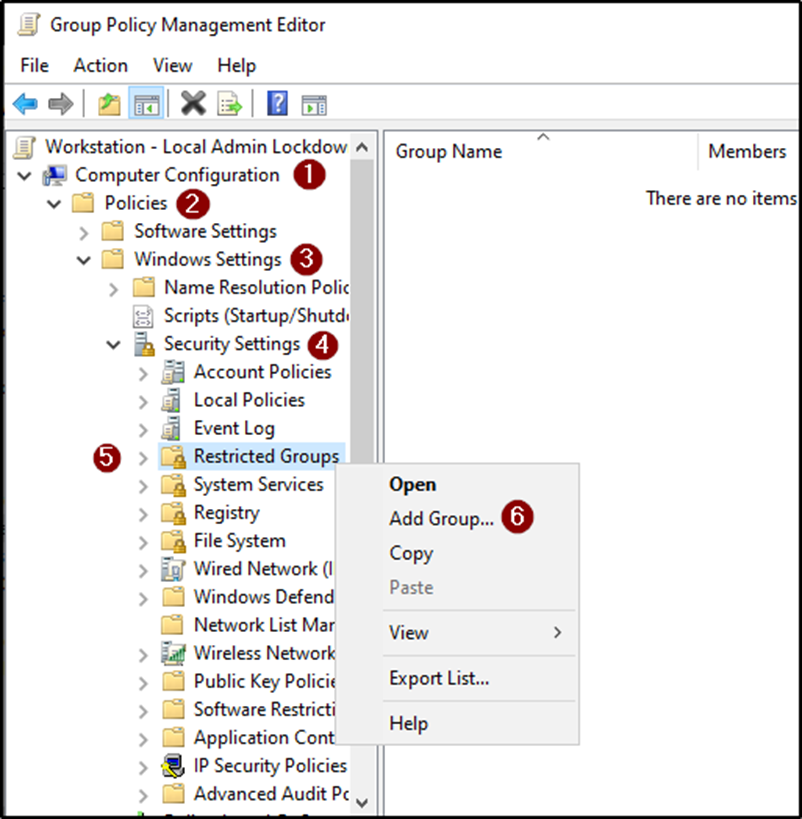 Group Policy Management Editor
File Action View Help
Workstation - Local Admin Lockdow
Group Name Members
Computer Configuration 1
Policies 2
There are no items
Software Settings
Windows Settings 3
Name Resolution Polic
Scripts (Startup/Shutd
Security Settings 4
Account Policies
Local Policies
Event Log
5 Restricted Groups
System Services
Registry
File System
Wired Network (I
Windows Defend
Network List Mar
Wireless Network
Public Key Policie
Software Restricti
Application Cont
IP Security Policies
Advanced Audit Po
Open
Add Group... 6
Copy
Paste
View
Export List...
Help